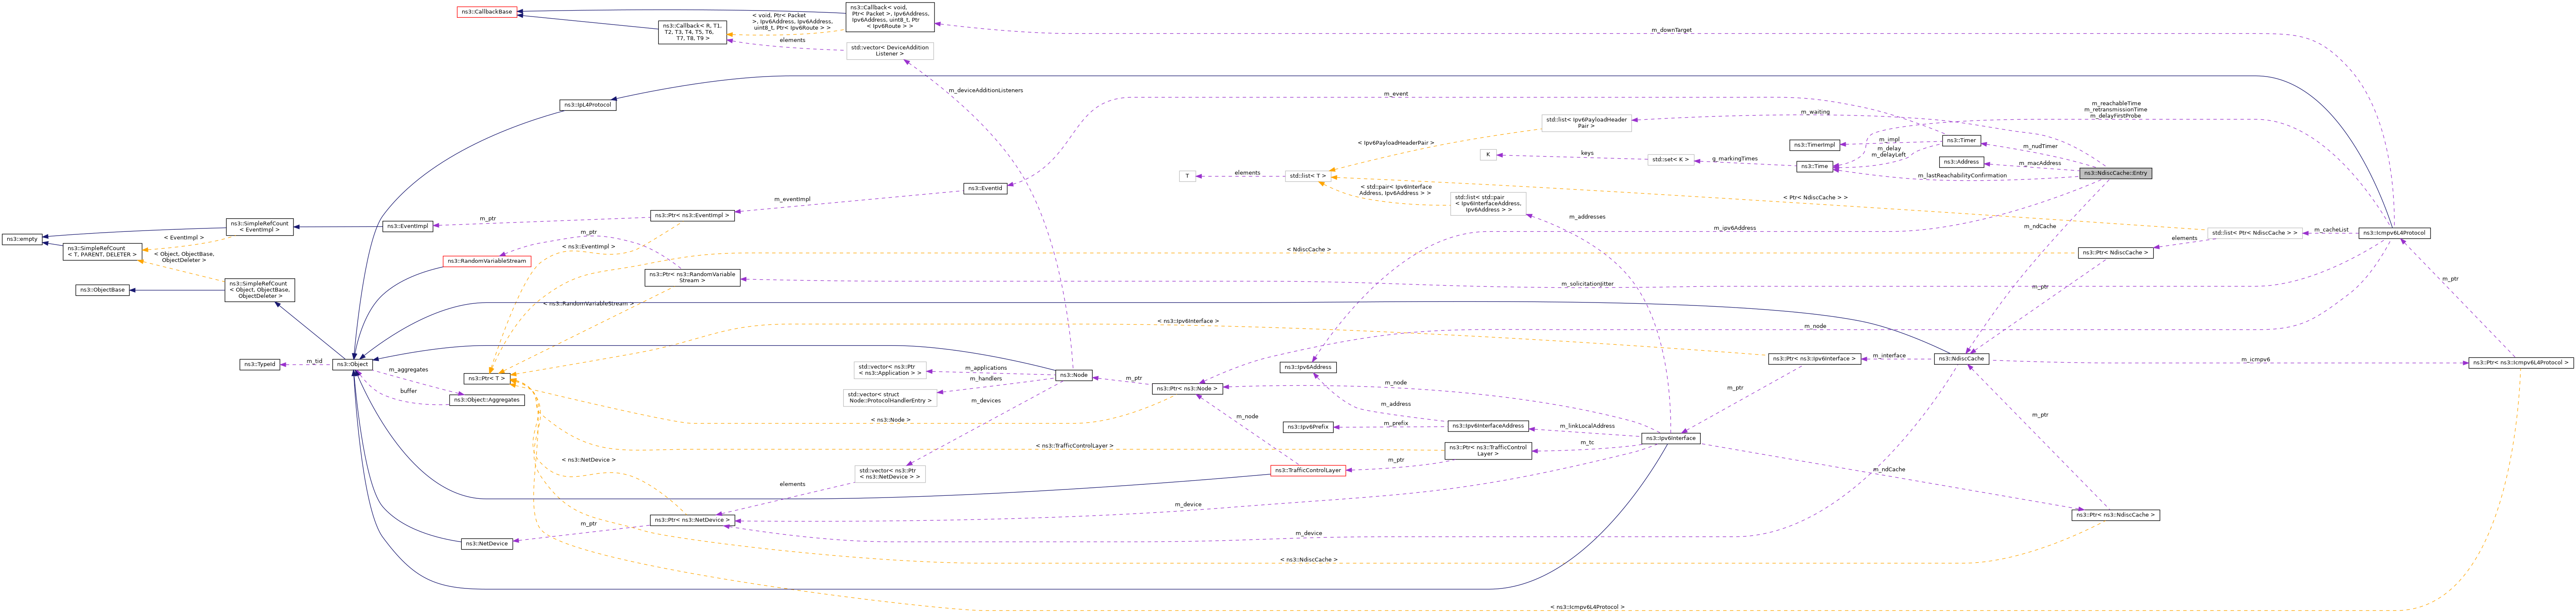 ns3::CallbackBase
ns3::Callback< R, T1,
T2, T3, T4, T5, T6,
T7, T8, T9 >
< void, Ptr< Packet
>, Ipv6Address, Ipv6Address,
uint8_t, Ptr< Ipv6Route > >
elements
ns3::Callback< void,
Ptr< Packet >, Ipv6Address,
Ipv6Address, uint8_t, Ptr
< Ipv6Route > >
std::vector< DeviceAddition
Listener >
m_downTarget
m_deviceAdditionListeners
ns3::IpL4Protocol
m_event
m_reachableTime
m_retransmissionTime
m_delayFirstProbe
m_waiting
std::list< Ipv6PayloadHeader
Pair >
< Ipv6PayloadHeaderPair >
ns3::TimerImpl
m_impl
ns3::Timer
m_nudTimer
m_delay
m_delayLeft
K
keys
std::set< K >
g_markingTimes
ns3::Time
ns3::Address
m_macAddress
m_lastReachabilityConfirmation
ns3::NdiscCache::Entry
T
elements
std::list< T >
< std::pair< Ipv6Interface
Address, Ipv6Address > >
std::list< std::pair
< Ipv6InterfaceAddress,
Ipv6Address > >
< Ptr< NdiscCache > >
ns3::EventId
m_eventImpl
ns3::Ptr< ns3::EventImpl >
m_ptr
ns3::EventImpl
ns3::SimpleRefCount
< EventImpl >
< EventImpl >
ns3::empty
ns3::SimpleRefCount
< T, PARENT, DELETER >
< Object, ObjectBase,
ObjectDeleter >
m_addresses
m_ipv6Address
m_ndCache
std::list< Ptr< NdiscCache > >
m_cacheList
ns3::Icmpv6L4Protocol
elements
ns3::Ptr< NdiscCache >
m_ptr
< ns3::EventImpl >
< NdiscCache >
ns3::RandomVariableStream
ns3::Ptr< ns3::RandomVariable
Stream >
m_solicitationJitter
m_ptr
m_ptr
ns3::ObjectBase
ns3::SimpleRefCount
< Object, ObjectBase,
ObjectDeleter >
< ns3::RandomVariableStream >
< ns3::Ipv6Interface >
m_node
ns3::TypeId
m_tid
ns3::Object
m_aggregates
buffer
ns3::Object::Aggregates
ns3::Ptr< T >
std::vector< ns3::Ptr
< ns3::Application > >
m_applications
m_handlers
std::vector< struct
Node::ProtocolHandlerEntry >
m_devices
ns3::Node
m_ptr
ns3::Ptr< ns3::Node >
< ns3::Node >
ns3::Ipv6Address
m_node
m_address
ns3::Ptr< ns3::Ipv6Interface >
m_interface
ns3::NdiscCache
m_icmpv6
ns3::Ptr< ns3::Icmpv6L4Protocol >
m_ptr
m_node
ns3::Ipv6Prefix
m_prefix
ns3::Ipv6InterfaceAddress
m_linkLocalAddress
ns3::Ipv6Interface
m_ptr
< ns3::TrafficControlLayer >
ns3::Ptr< ns3::TrafficControl
Layer >
m_tc
m_ptr
ns3::TrafficControlLayer
m_ndCache
< ns3::NetDevice >
std::vector< ns3::Ptr
< ns3::NetDevice > >
elements
m_device
ns3::Ptr< ns3::NetDevice >
m_ptr
ns3::NetDevice
m_device
ns3::Ptr< ns3::NdiscCache >
< ns3::NdiscCache >
< ns3::Icmpv6L4Protocol >